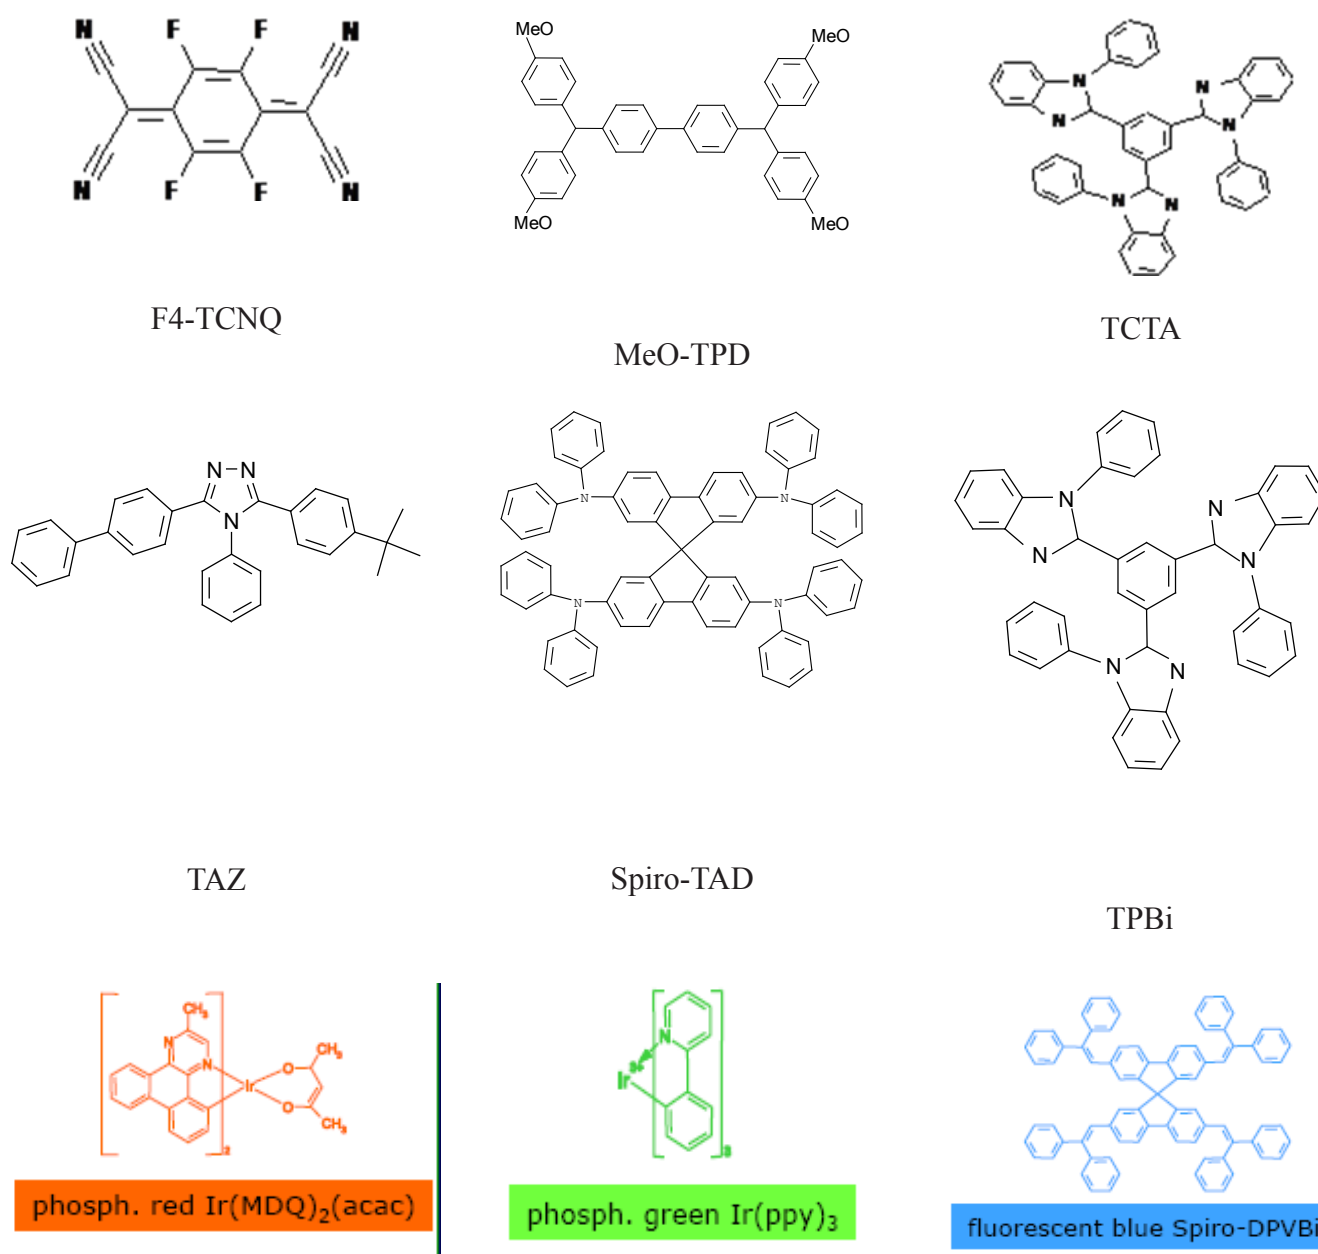 N N F F
N N F F
F4-TCNQ
MeO MeO
MeO MeO
MeO-TPD
N N N
N N N
TCTA
N N
N
TAZ
N N
N N
Spiro-TAD
N N N
N N N
TPBi
CH₃
N
N
Ir
O
O
CH₃
CH₃
2
phosph. red Ir(MDQ)₂(acac)
N
Ir
3+
3
phosph. green Ir(ppy)₃
fluorescent blue Spiro-DPVBi